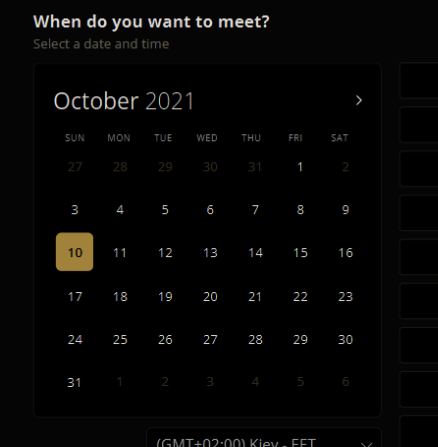 When do you want to meet?
Select a date and time
October 2021
SUN MON TUE WED THU FRI SAT
27 28 29 30 31 1 2
3 4 5 6 7 8 9
10 11 12 13 14 15 16
17 18 19 20 21 22 23
24 25 26 27 28 29 30
31 1 2 3 4 5 6
(GMT+02:00) Kiev - EET